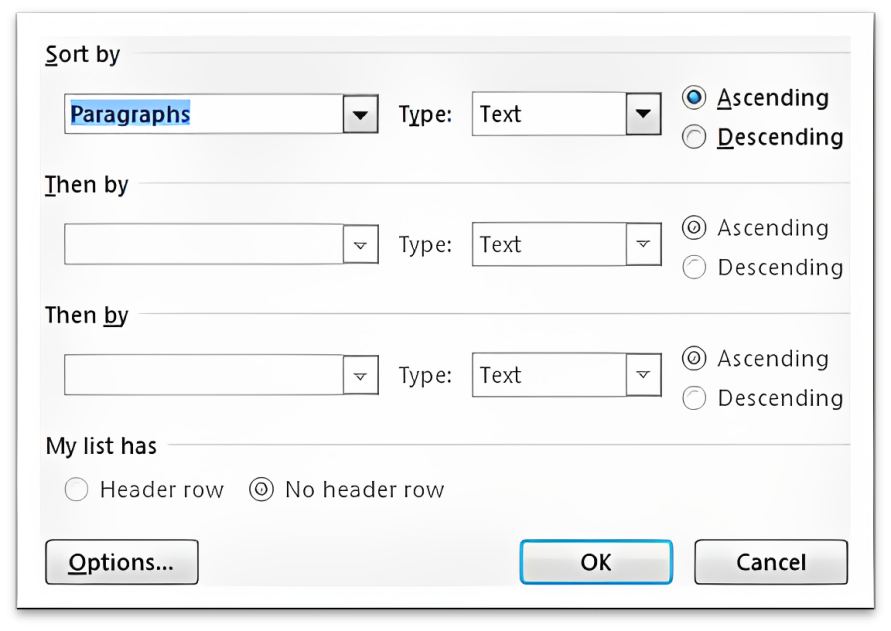 Sort by
Paragraphs Type: Text Ascending
Descending
Then by
Type: Text Ascending
Descending
Then by
Type: Text Ascending
Descending
My list has
Header row No header row
Options... OK Cancel